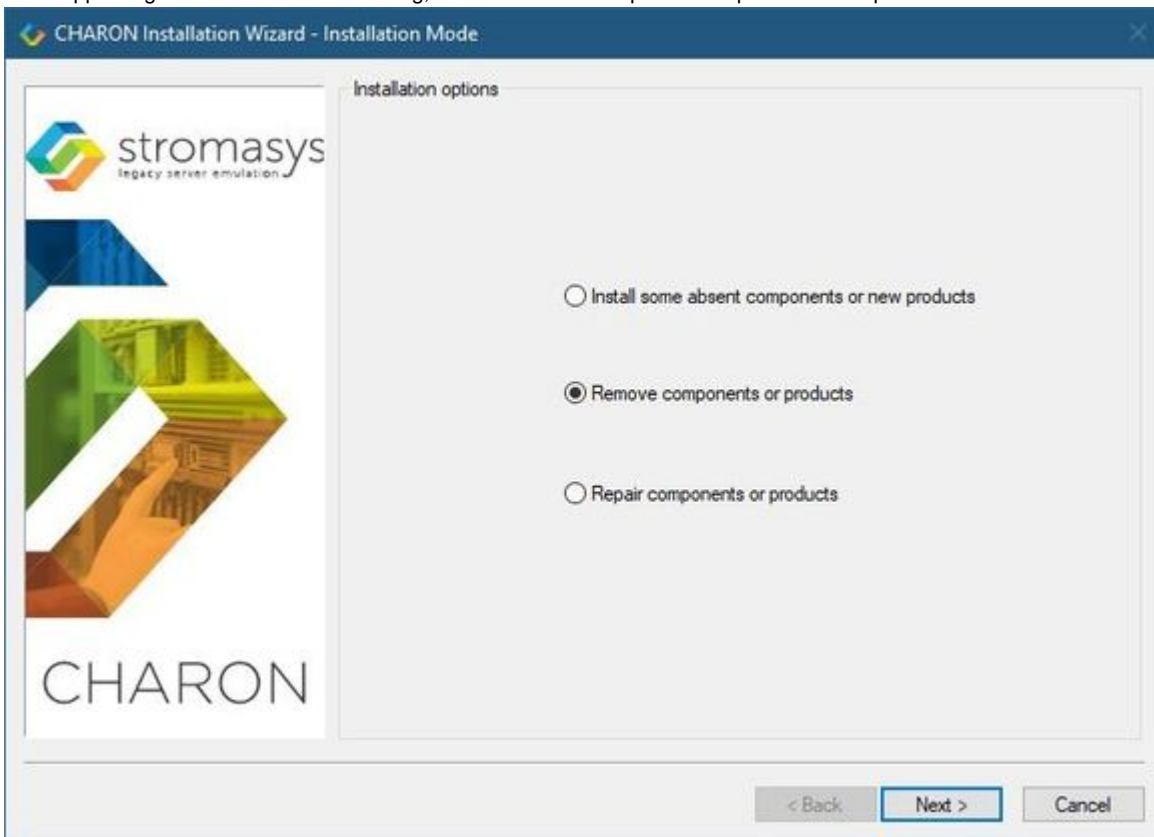 CHARON Installation Wizard - Installation Mode
stromasys
legacy server emulation
Installation options
Install some absent components or new products
Remove components or products
Repair components or products
CHARON
< Back
Next >
Cancel